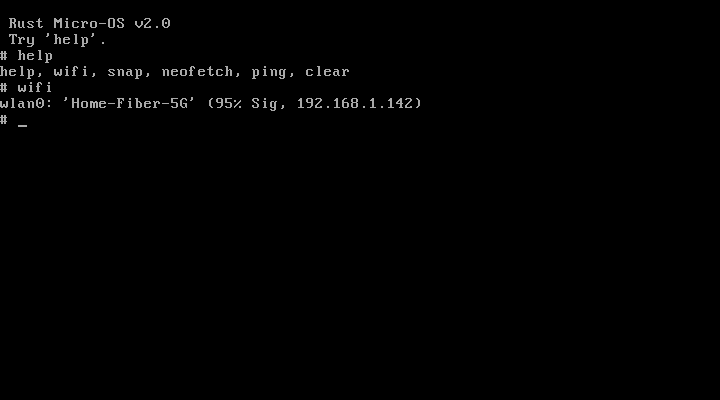 Rust Micro-OS v2.0
Try 'help'.
# help
help, wifi, snap, neofetch, ping, clear
# wifi
wlan0: 'Home-Fiber-5G' (95% Sig, 192.168.1.142)
# _